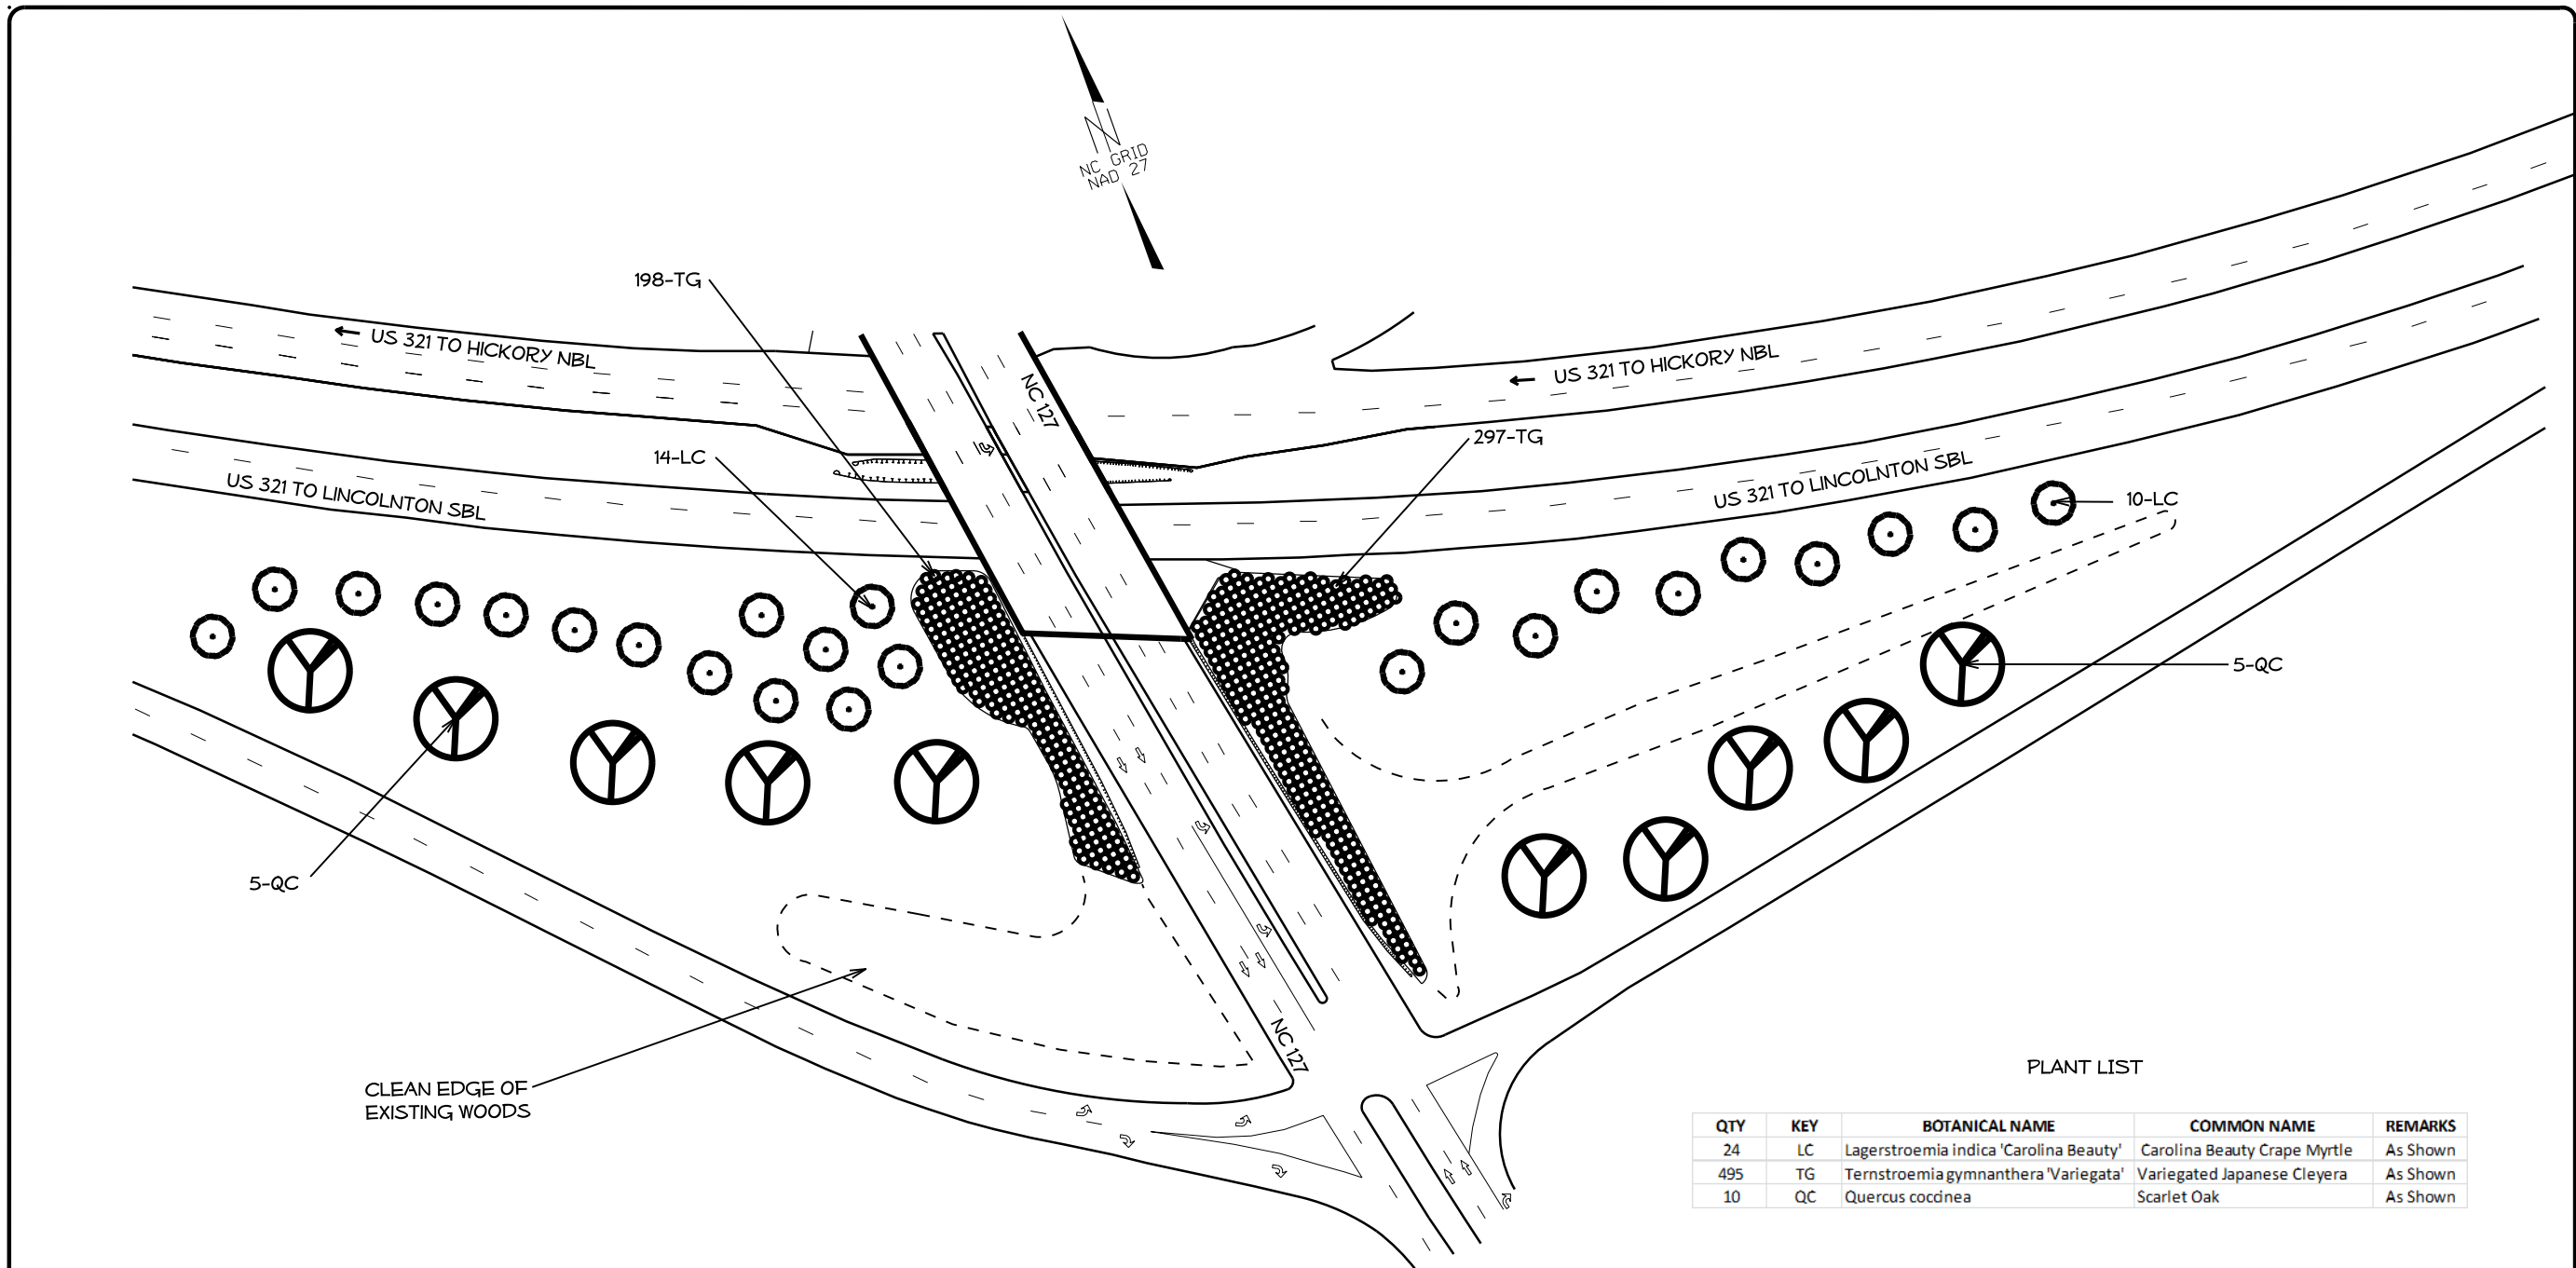 N
NC GRID
NAD 27
198-TG
US 321 TO HICKORY NBL
US 321 TO HICKORY NBL
NC 127
14-LC
297-TG
US 321 TO LINCOLNTON SBL
US 321 TO LINCOLNTON SBL
10-LC
5-QC
5-QC
NC 127
CLEAN EDGE OF
EXISTING WOODS
PLANT LIST
QTY KEY BOTANICAL NAME COMMON NAME REMARKS
24 LC Lagerstroemia indica 'Carolina Beauty' Carolina Beauty Crape Myrtle As Shown
495 TG Ternstroemia gymnanthera 'Variegata' Variegated Japanese Cleyera As Shown
10 QC Quercus coccinea Scarlet Oak As Shown